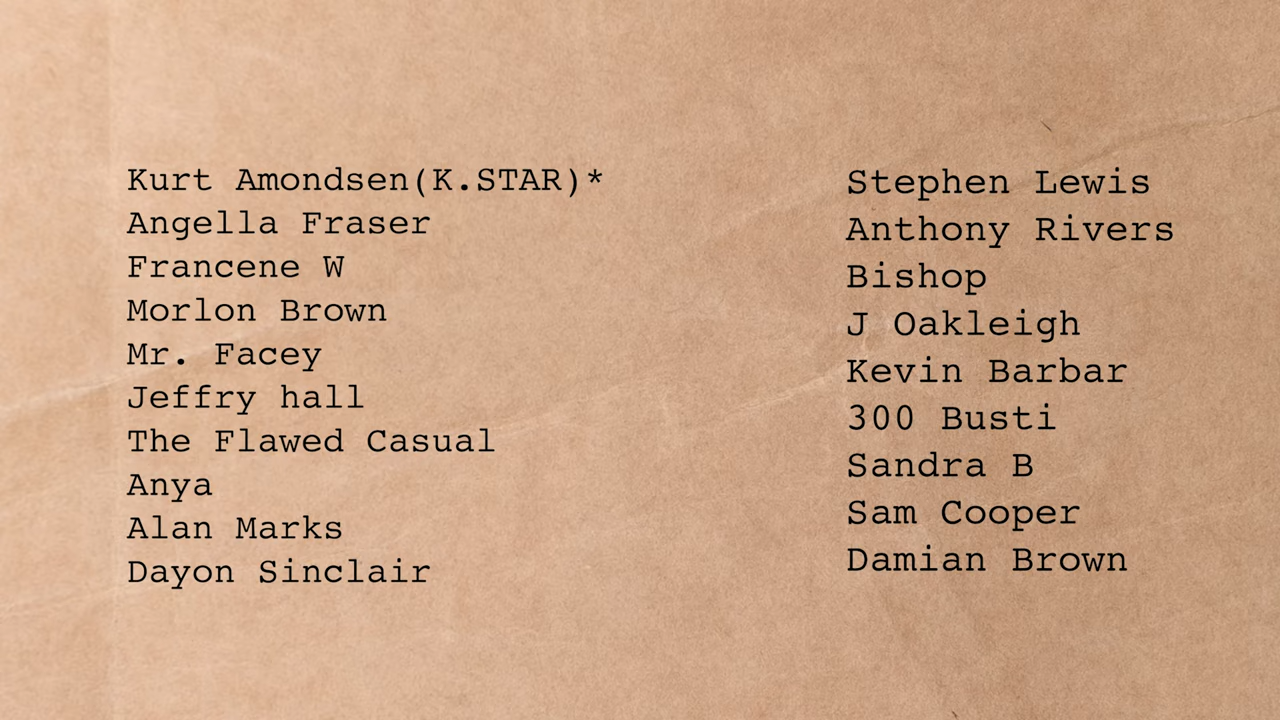 Kurt Amondsen(K.STAR)*
Angella Fraser
Francene W
Morlon Brown
Mr. Facey
Jeffry hall
The Flawed Casual
Anya
Alan Marks
Dayon Sinclair
Stephen Lewis
Anthony Rivers
Bishop
J Oakleigh
Kevin Barbar
300 Busti
Sandra B
Sam Cooper
Damian Brown